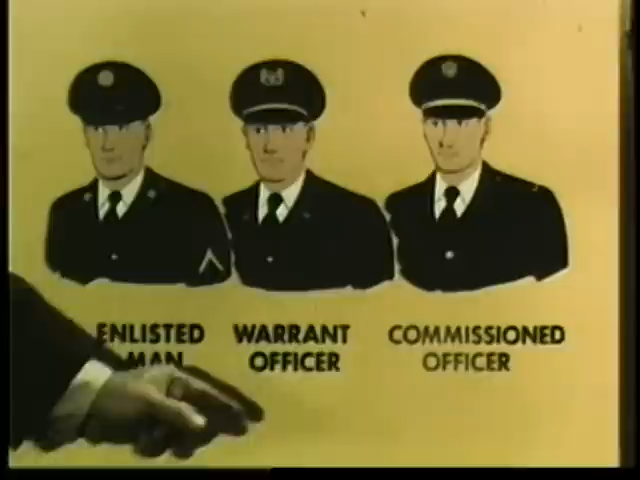 ENLISTED
MAN
WARRANT
OFFICER
COMMISSIONED
OFFICER